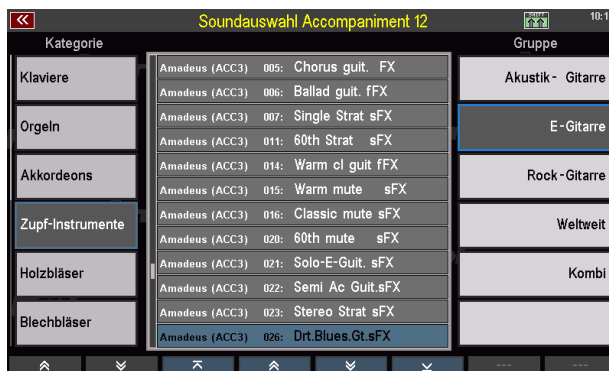 Soundauswahl Accompaniment 12
10:1
Kategorie
Gruppe
Klaviere
Orgeln
Akkordeons
Zupf-Instrumente
Holzbläser
Blechbläser
Amadeus (ACC3) 005: Chorus guit. FX
Amadeus (ACC3) 006: Ballad guit. fFX
Amadeus (ACC3) 007: Single Strat sFX
Amadeus (ACC3) 011: 60th Strat sFX
Amadeus (ACC3) 014: Warm cl guit fFX
Amadeus (ACC3) 015: Warm mute sFX
Amadeus (ACC3) 016: Classic mute sFX
Amadeus (ACC3) 020: 60th mute sFX
Amadeus (ACC3) 021: Solo-E-Guit. sFX
Amadeus (ACC3) 022: Semi Ac Guit.sFX
Amadeus (ACC3) 023: Stereo Strat sFX
Amadeus (ACC3) 026: Drt.Blues.Gt.sFX
Akustik- Gitarre
E-Gitarre
Rock-Gitarre
Weltweit
Kombi
--- ---